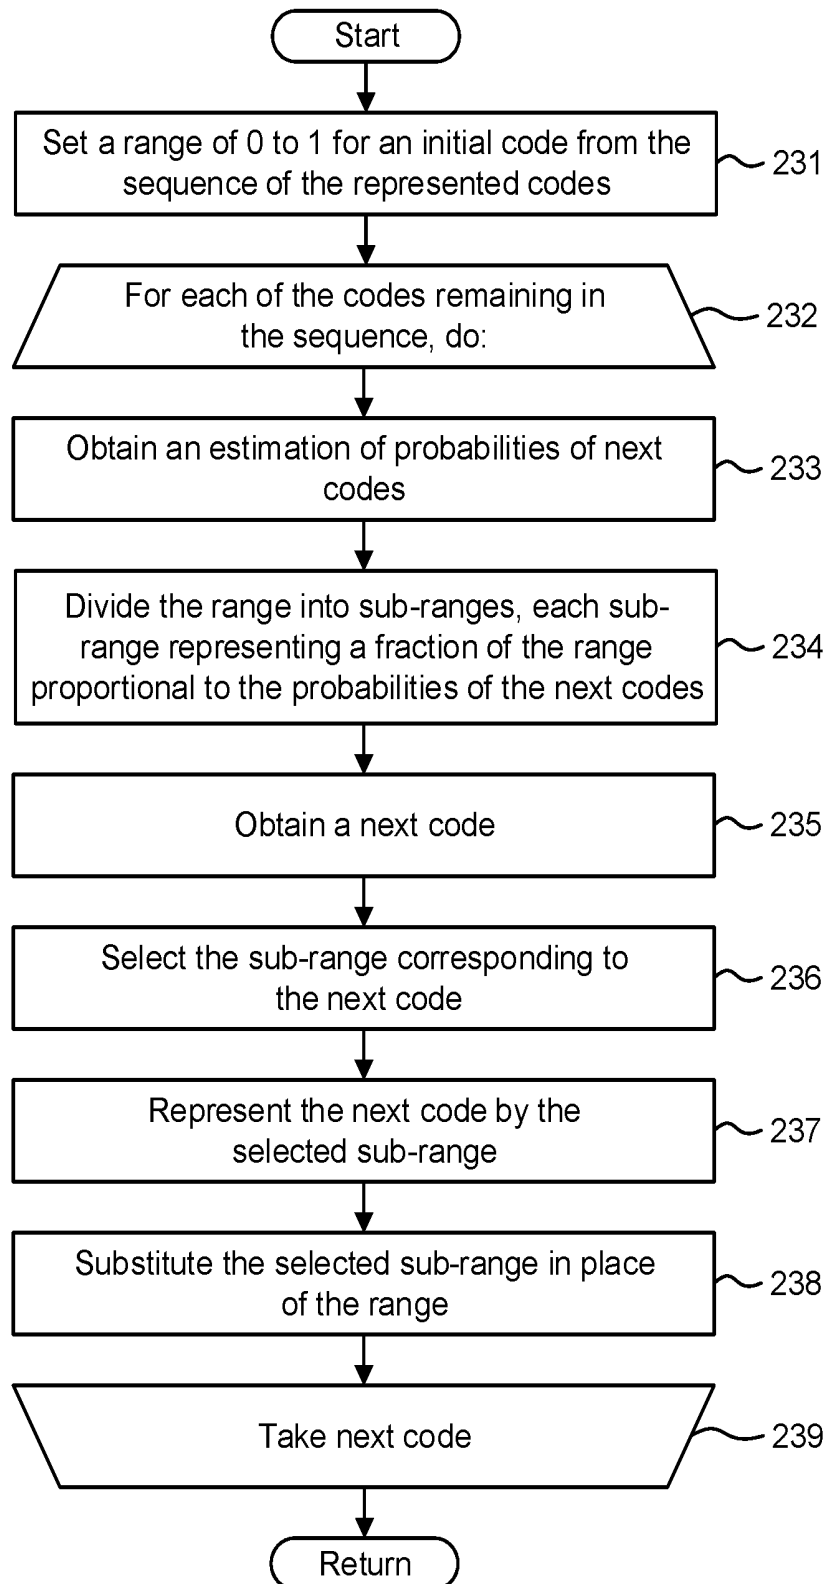 Start
Set a range of 0 to 1 for an initial code from the
sequence of the represented codes
231
For each of the codes remaining in
the sequence, do:
232
Obtain an estimation of probabilities of next
codes
233
Divide the range into sub-ranges, each sub-
range representing a fraction of the range
proportional to the probabilities of the next codes
234
Obtain a next code
235
Select the sub-range corresponding to
the next code
236
Represent the next code by the
selected sub-range
237
Substitute the selected sub-range in place
of the range
238
Take next code
239
Return